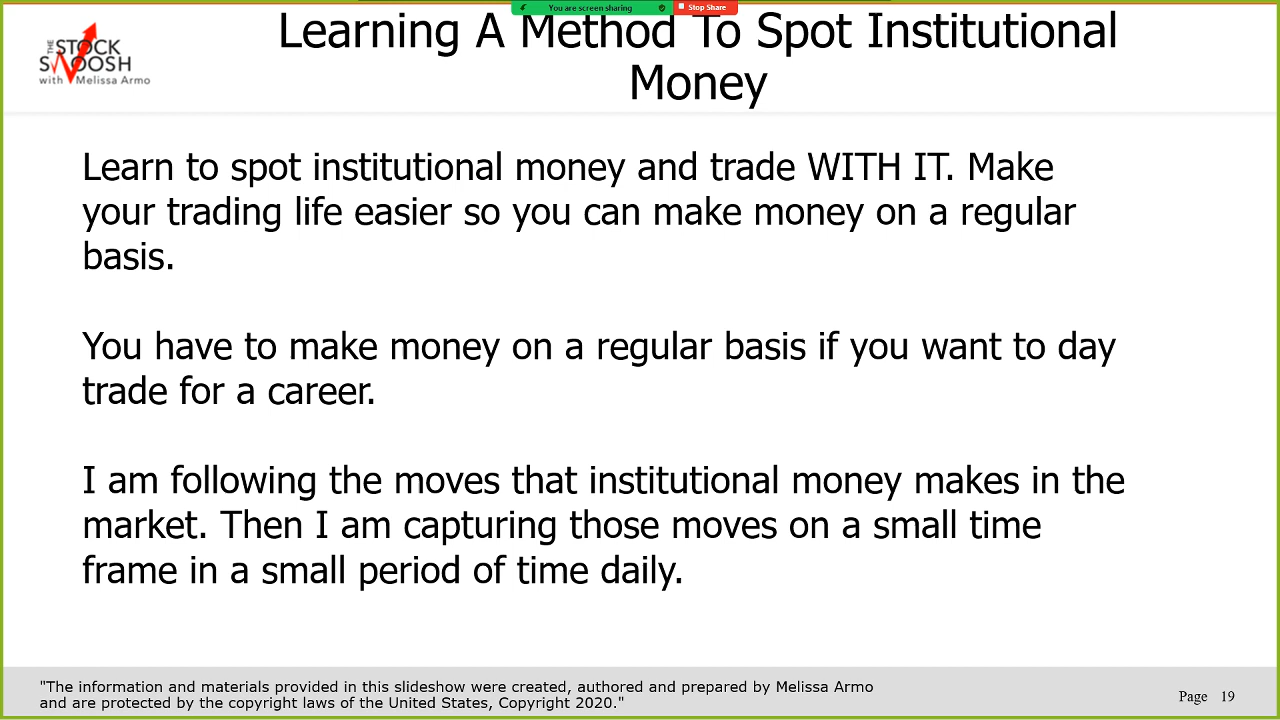 You are screen sharing
Stop Share
THE
STOCK
SWOOSH
with Melissa Armo
Learning A Method To Spot Institutional
Money
Learn to spot institutional money and trade WITH IT. Make
your trading life easier so you can make money on a regular
basis.
You have to make money on a regular basis if you want to day
trade for a career.
I am following the moves that institutional money makes in the
market. Then I am capturing those moves on a small time
frame in a small period of time daily.
"The information and materials provided in this slideshow were created, authored and prepared by Melissa Armo
and are protected by the copyright laws of the United States, Copyright 2020."
Page 19